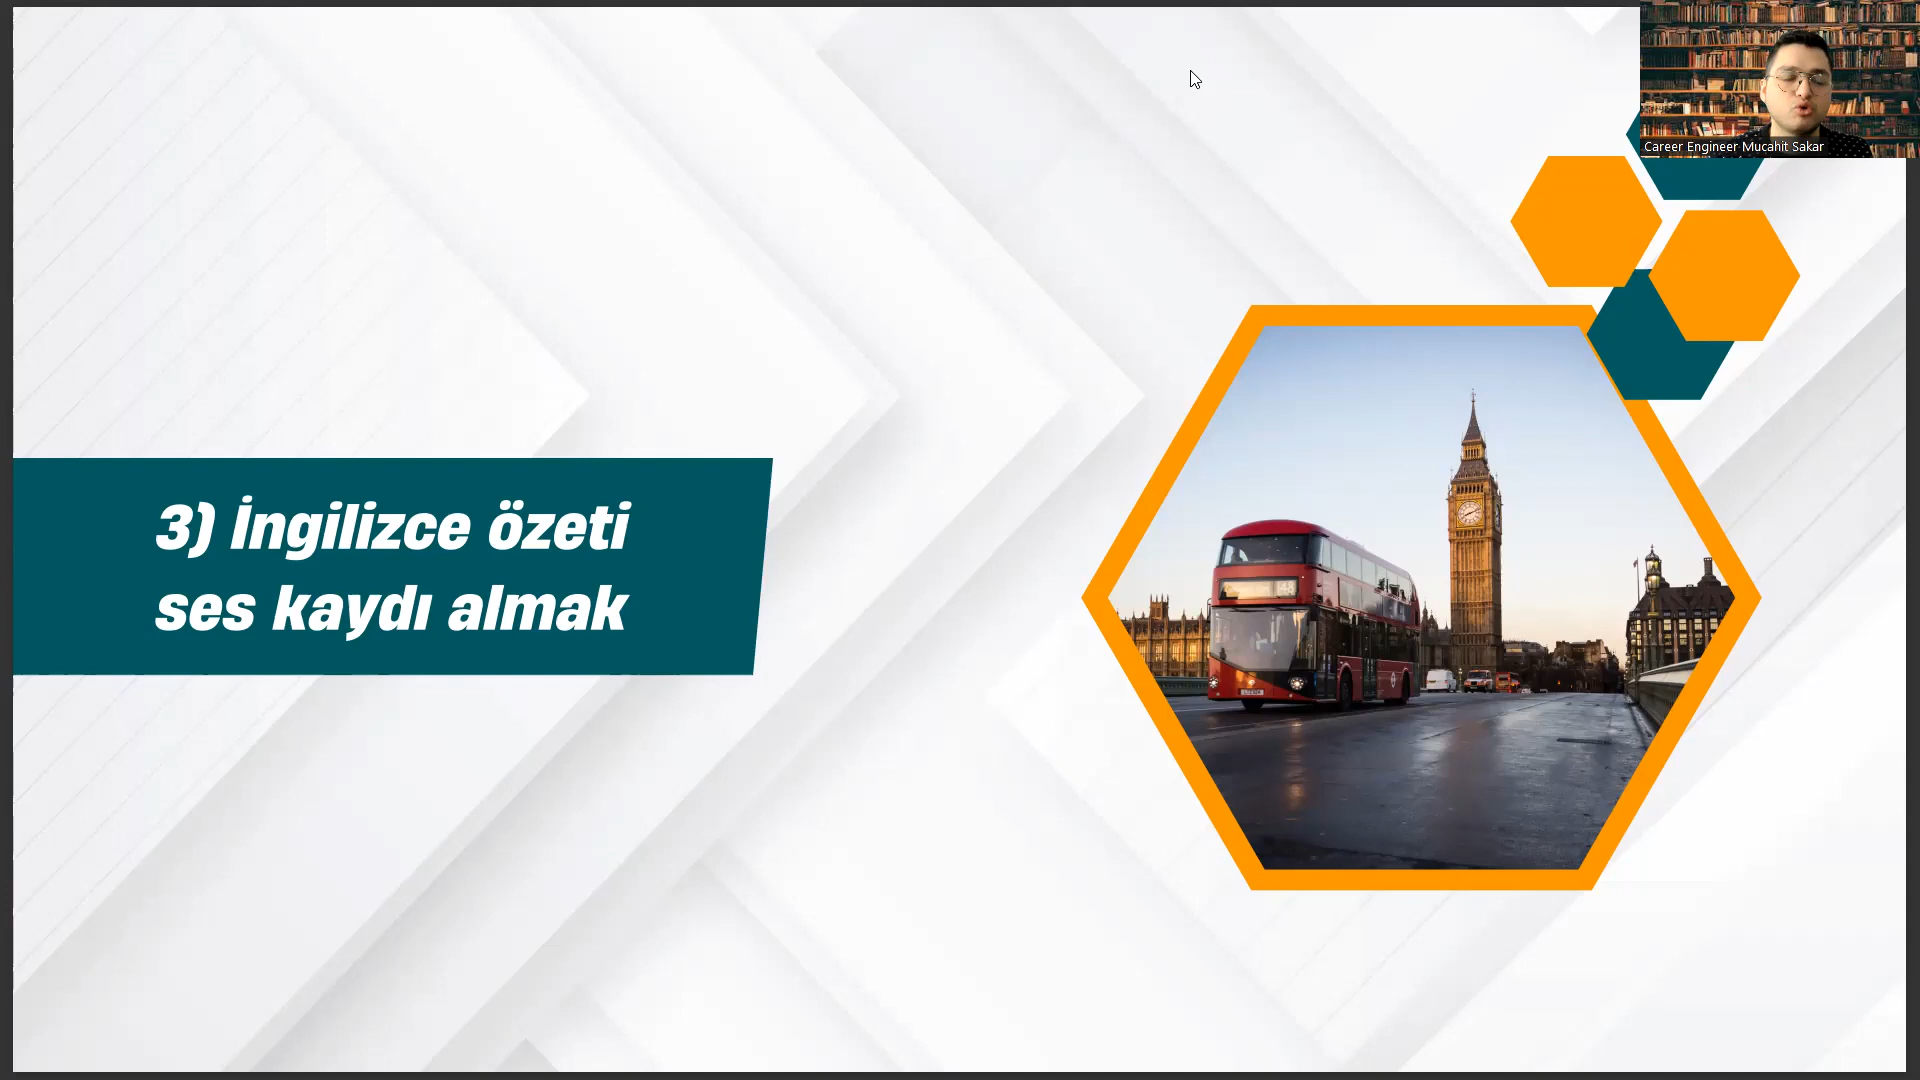 Career Engineer Mucahit Sakar
3) İngilizce özeti
ses kaydı almak